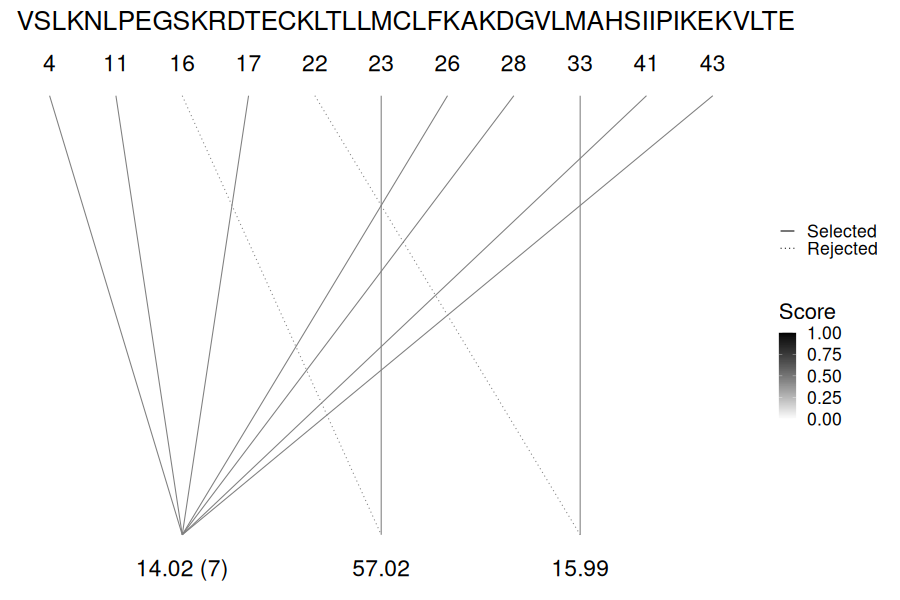 VSLKNLPEGSKRDTECKLTLLMCLFKAKDGVLMAHSIIPIKEKVLTE
4 11 16 17 22 23 26 28 33 41 43
Selected
Rejected
Score
1.00
0.75
0.50
0.25
0.00
14.02 (7) 57.02 15.99